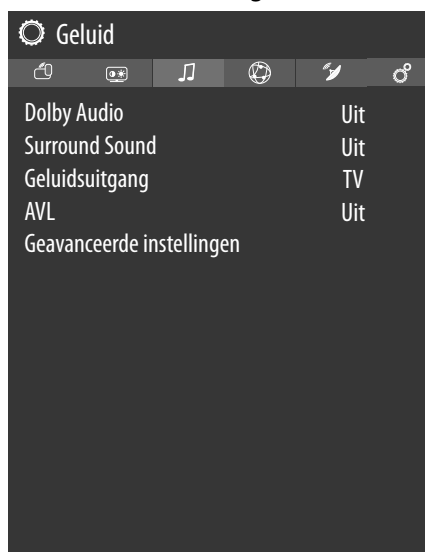 Geluid
Dolby Audio Uit
Surround Sound Uit
Geluidsuitgang TV
AVL Uit
Geavanceerde instellingen